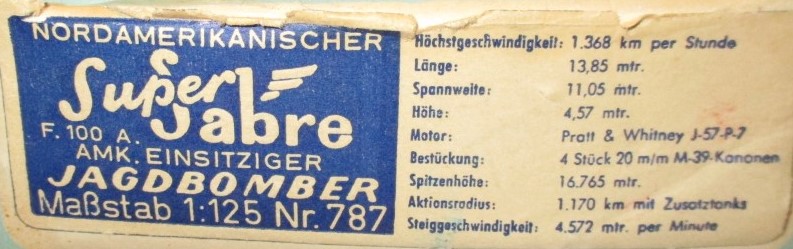 NORDAMERIKANISCHER
Super Sabre
F. 100 A.
AMK. EINSITZIGER
JAGDBOMBER
Maßstab 1:125 Nr. 787
Höchstgeschwindigkeit: 1.368 km per Stunde
Länge: 13,85 mtr.
Spannweite: 11,05 mtr.
Höhe: 4,57 mtr.
Motor: Pratt & Whitney J-57-P-7
Bestückung: 4 Stück 20 m/m M-39-Kanonen
Spitzenhöhe: 16.765 mtr.
Aktionsradius: 1.170 km mit Zusatztanks
Steiggeschwindigkeit: 4.572 mtr. per Minute